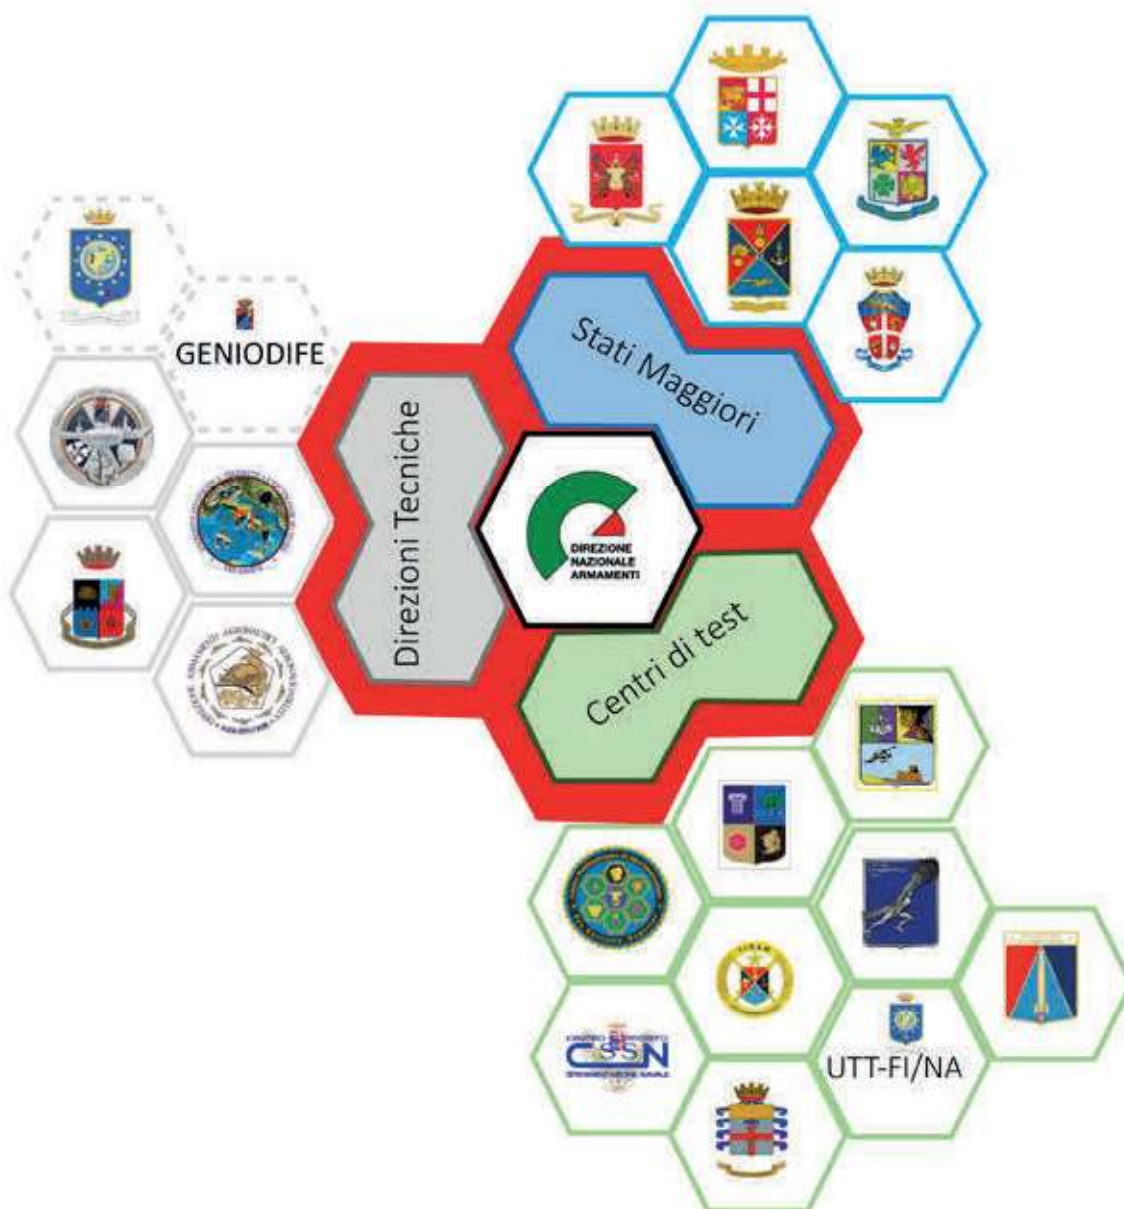 GENIODIFE
Stati Maggiori
Direzioni Tecniche
DIREZIONE
NAZIONALE
ARMAMENTI
Centri di test
CSSN
UTT-FI/NA